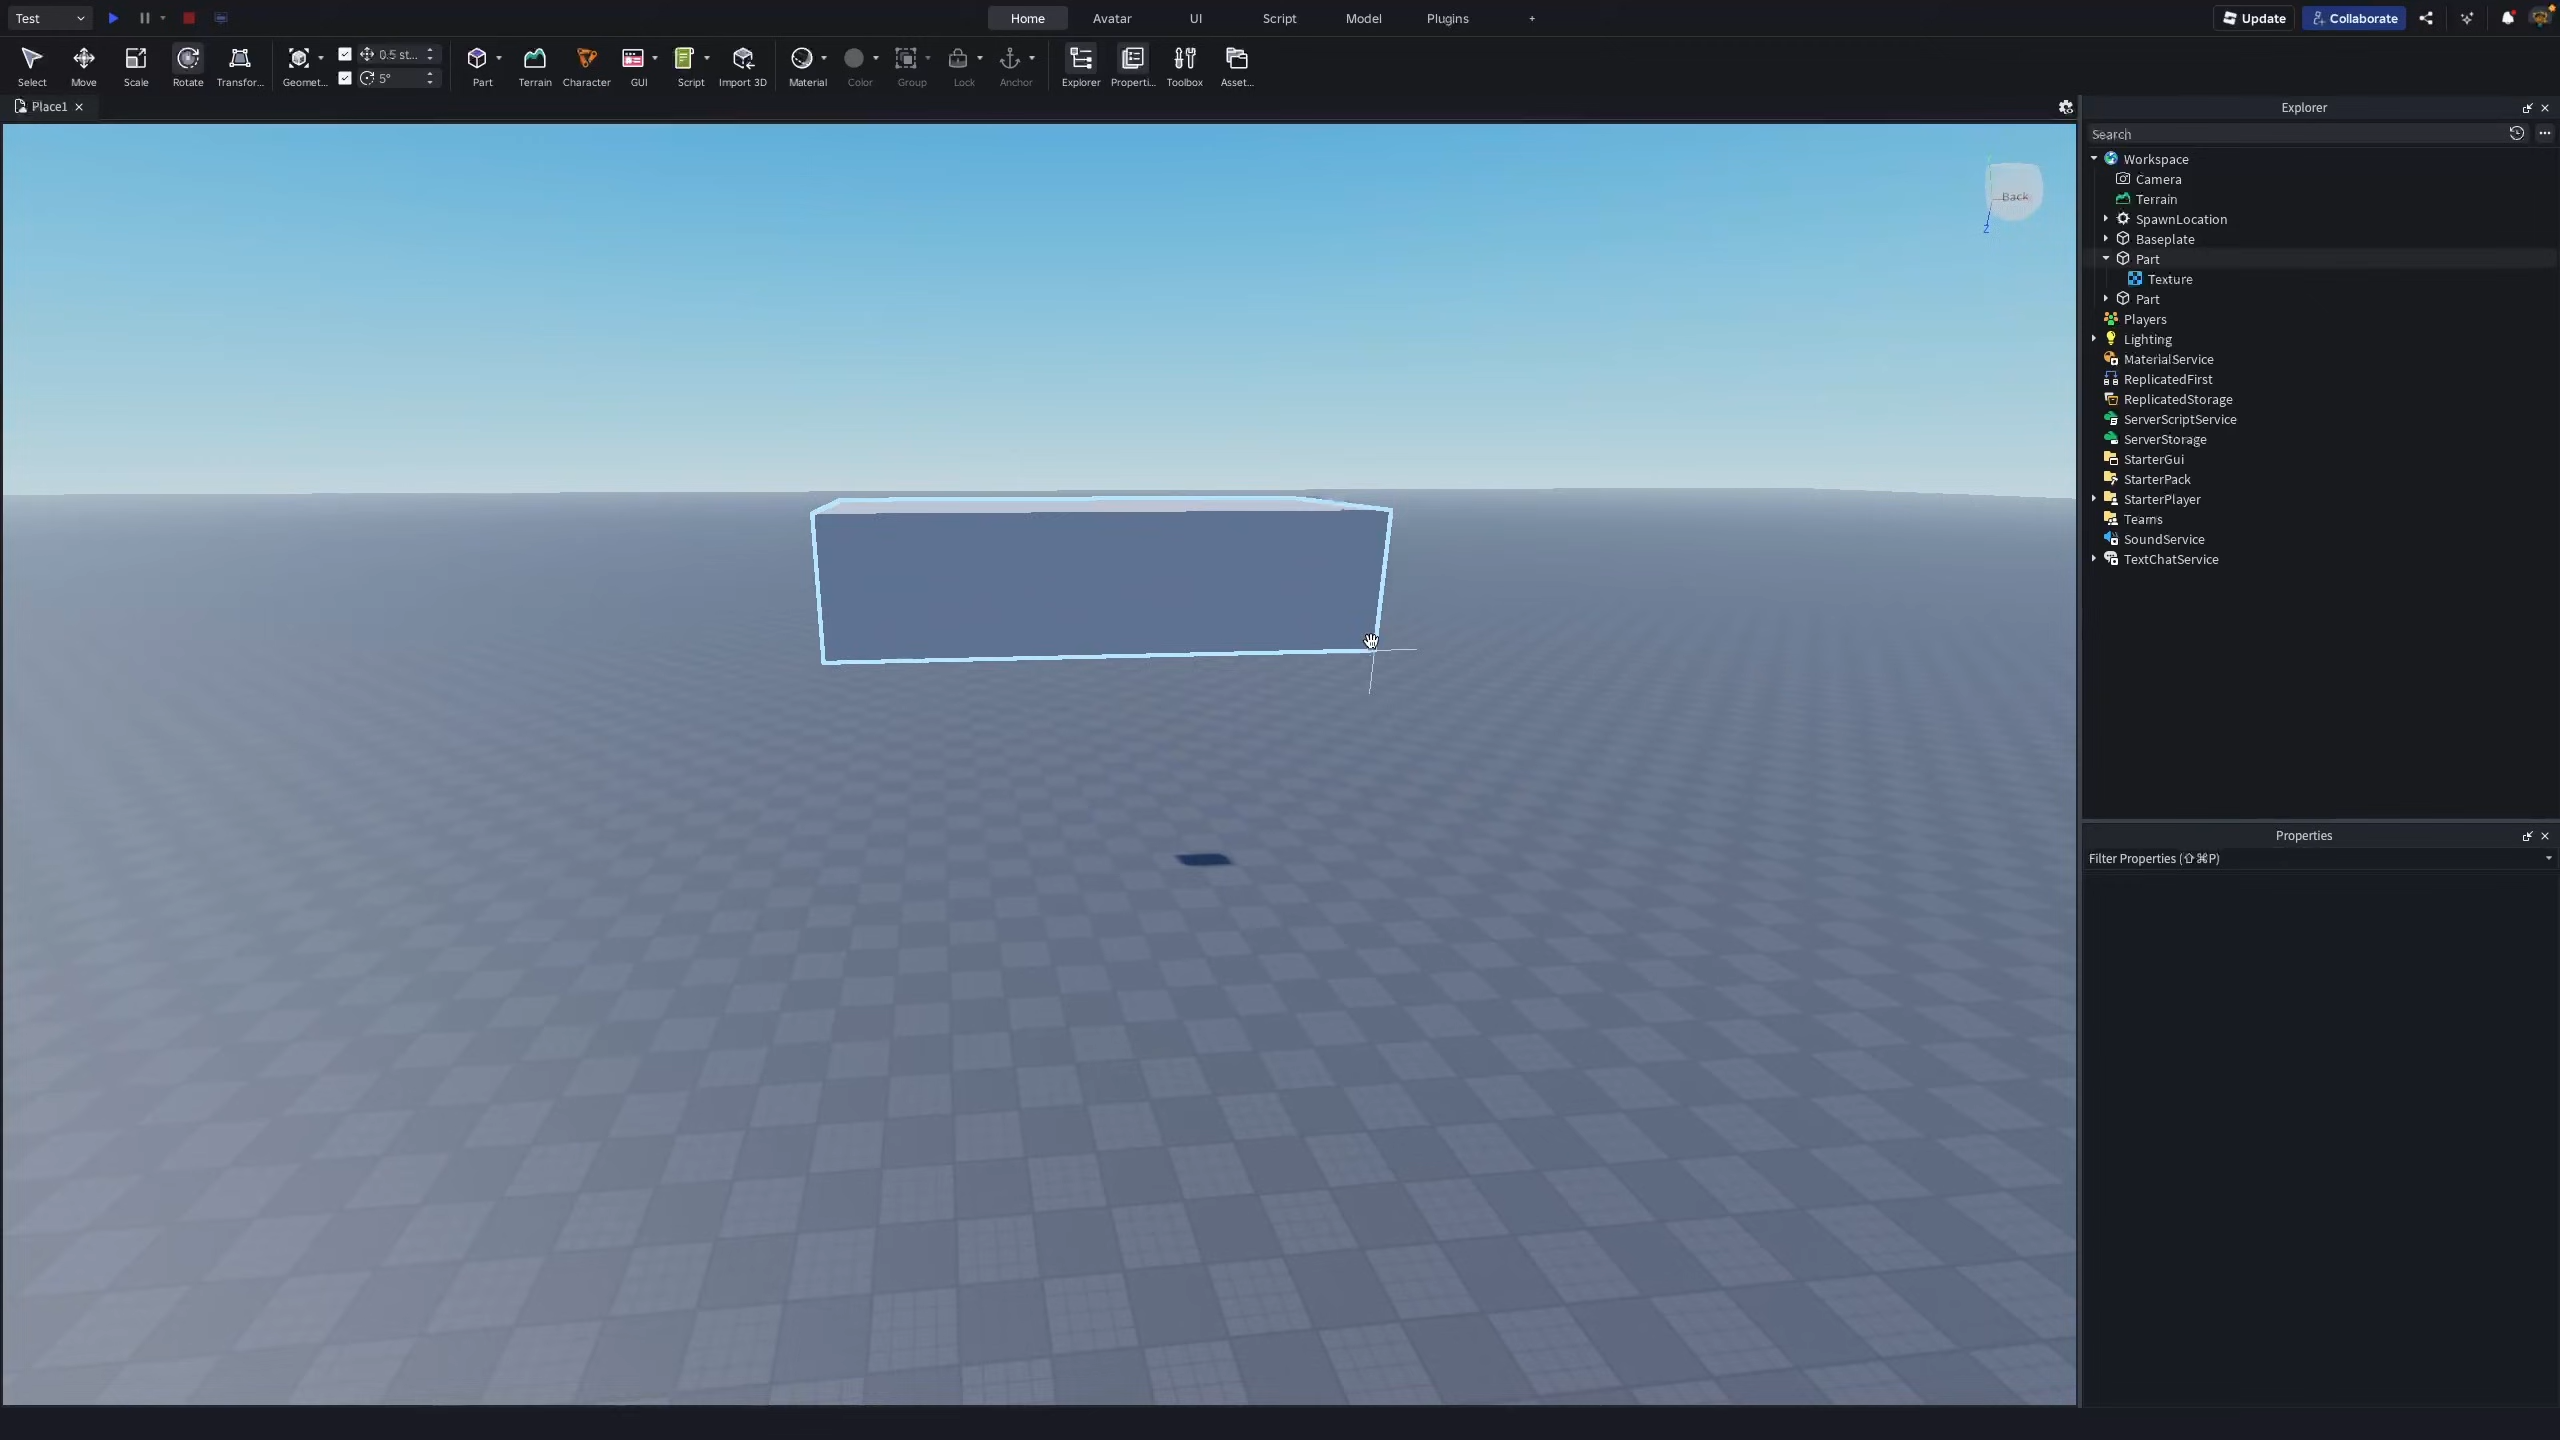 Test
Home
Avatar
UI
Script
Model
Plugins
+
Update
Collaborate
Select
Move
Scale
Rotate
Transfor...
Geomet...
0.5 st...
5°
Part
Terrain
Character
GUI
Script
Import 3D
Material
Color
Group
Lock
Anchor
Explorer
Properti...
Toolbox
Asset...
Place1
Back
Z
Explorer
Search
Workspace
Camera
Terrain
SpawnLocation
Baseplate
Part
Texture
Part
Players
Lighting
MaterialService
ReplicatedFirst
ReplicatedStorage
ServerScriptService
ServerStorage
StarterGui
StarterPack
StarterPlayer
Teams
SoundService
TextChatService
Properties
Filter Properties (⇧⌘P)